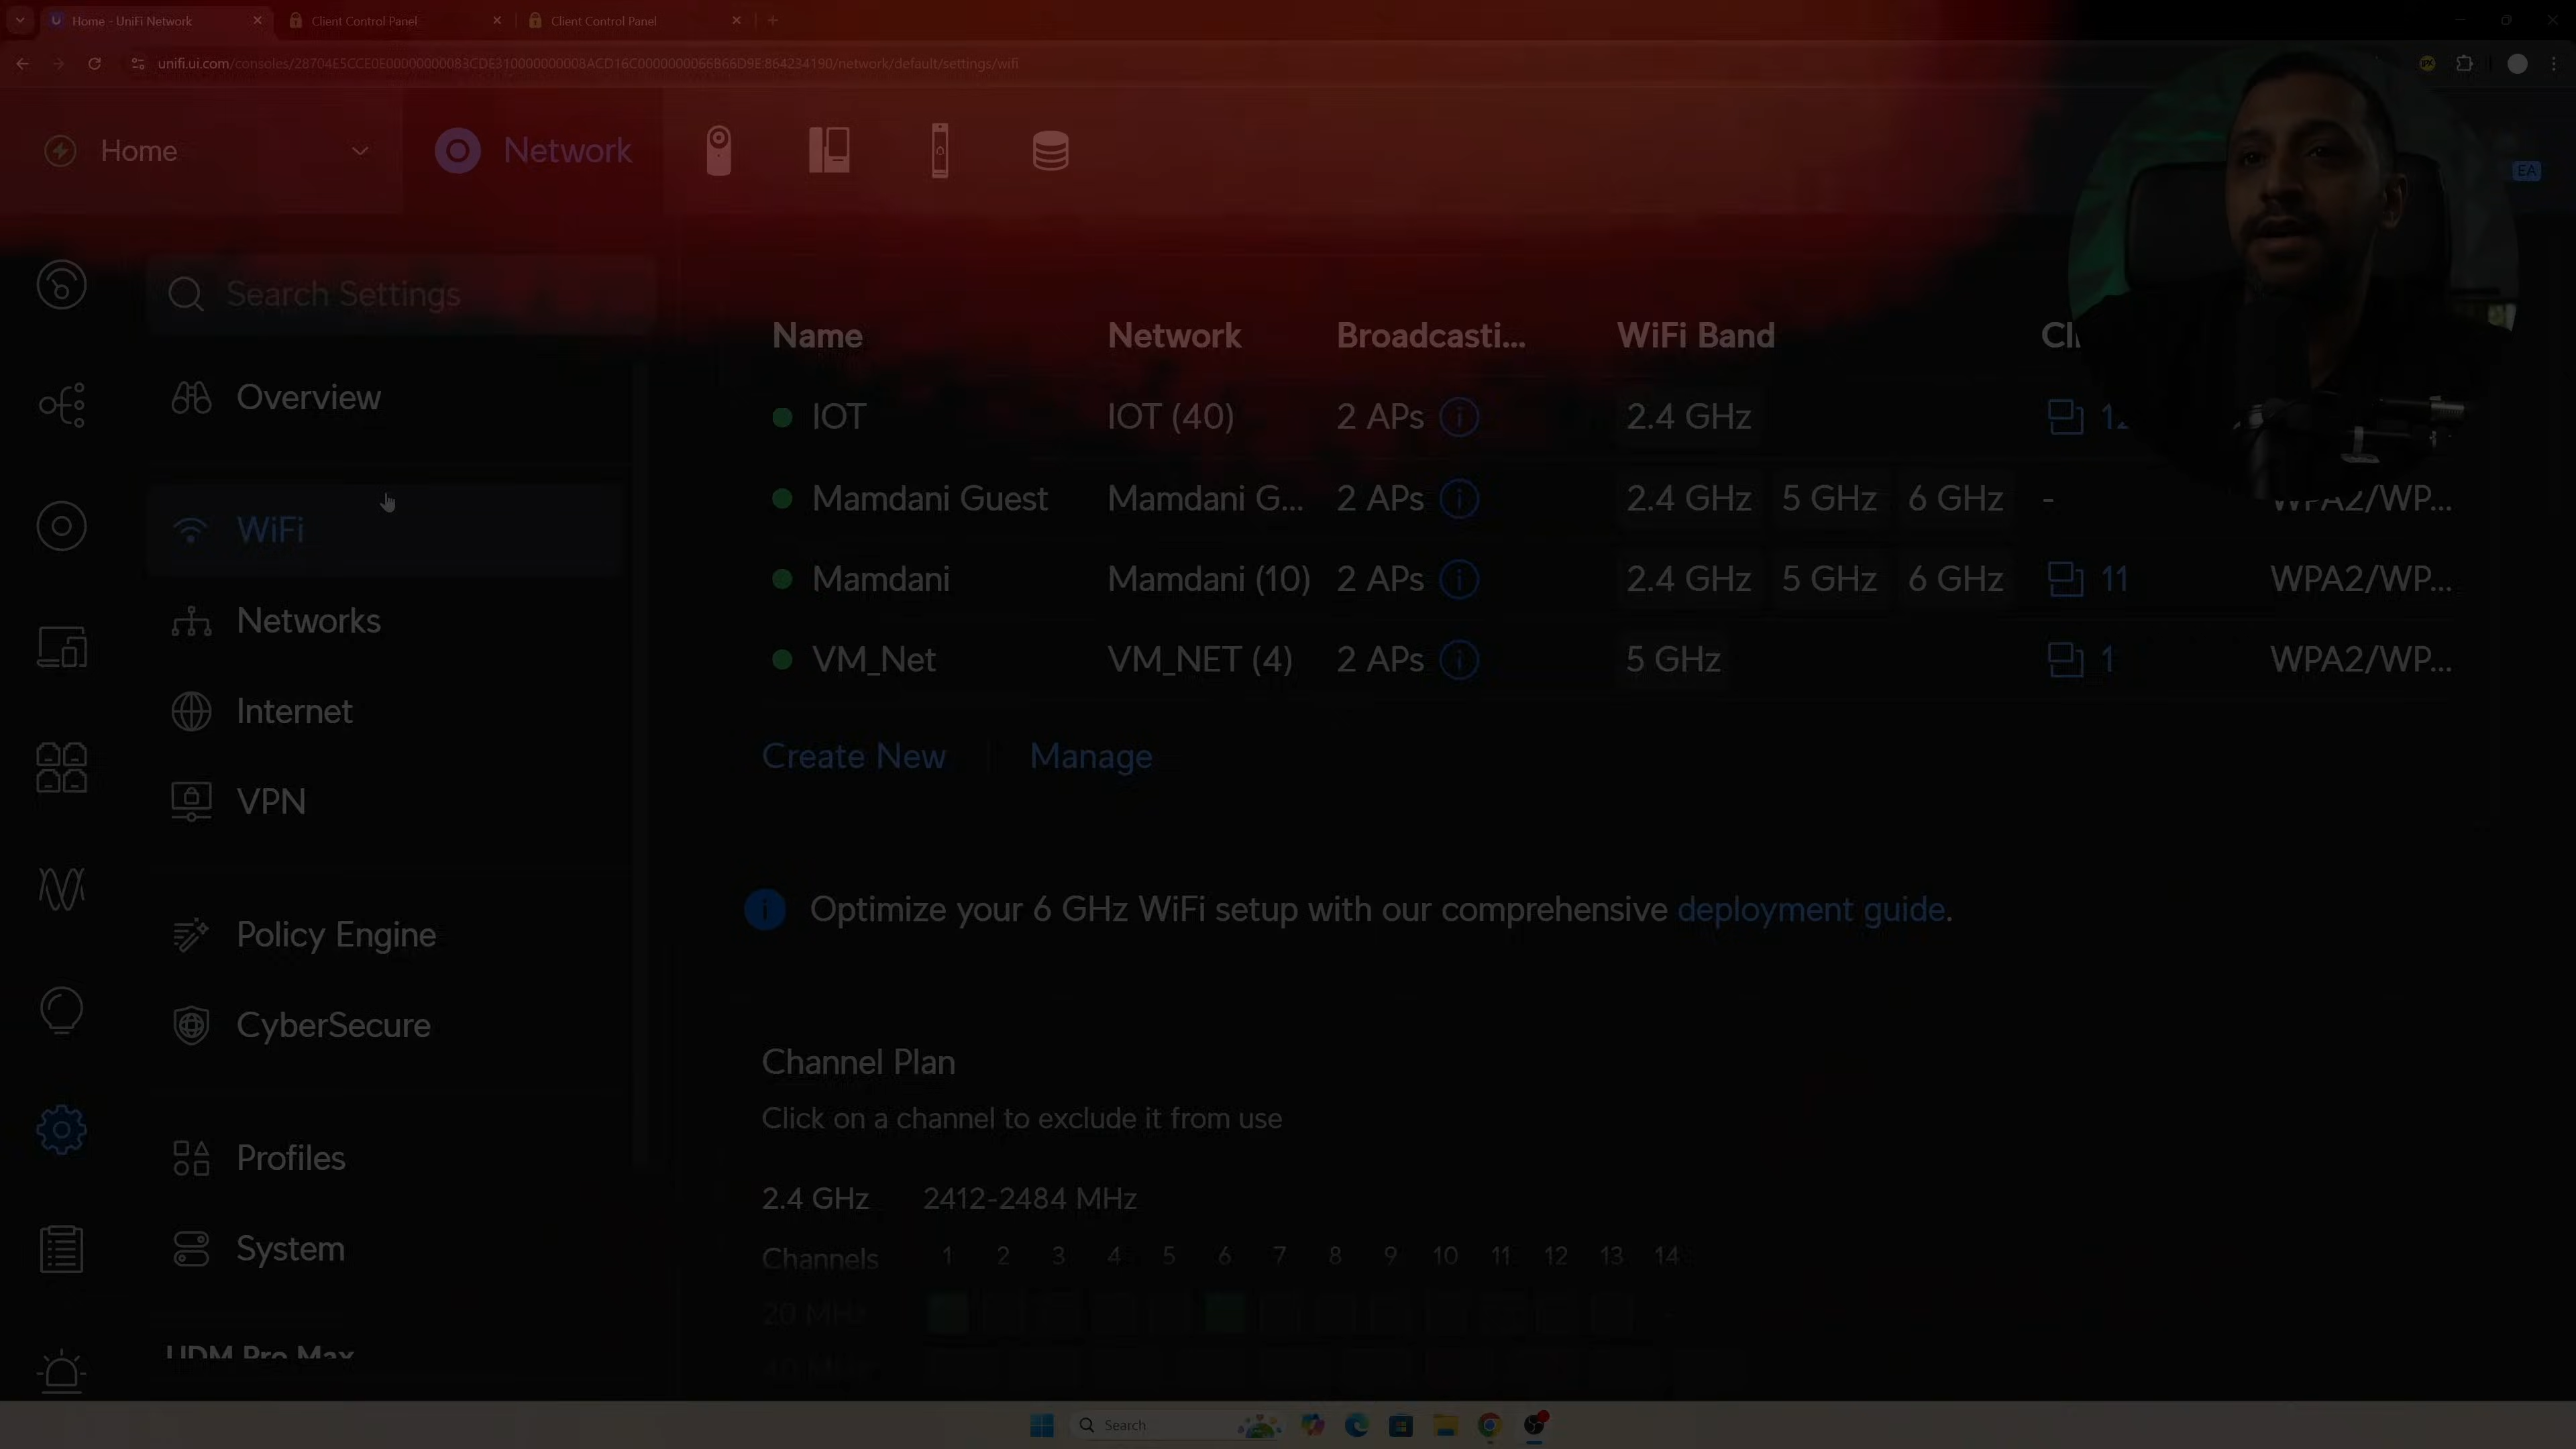 Home - UniFi Network
Client Control Panel
Client Control Panel
Home
Network
EA
Search Settings
Name Network Broadcasti... WiFi Band
Overview
IOT IOT (40) 2 APs 2.4 GHz
Mamdani Guest Mamdani G... 2 APs 2.4 GHz 5 GHz 6 GHz -
WiFi
Mamdani Mamdani (10) 2 APs 2.4 GHz 5 GHz 6 GHz 11 WPA2/WP...
Networks
VM_Net VM_NET (4) 2 APs 5 GHz 1 WPA2/WP...
Internet
Create New Manage
VPN
Optimize your 6 GHz WiFi setup with our comprehensive deployment guide.
Policy Engine
CyberSecure
Channel Plan
Click on a channel to exclude it from use
Profiles
2.4 GHz 2412-2484 MHz
System
Channels 1 2 3 4 5 6 7 8 9 10 11 12 13 14
20 MHz
UDM Pro Max
Search